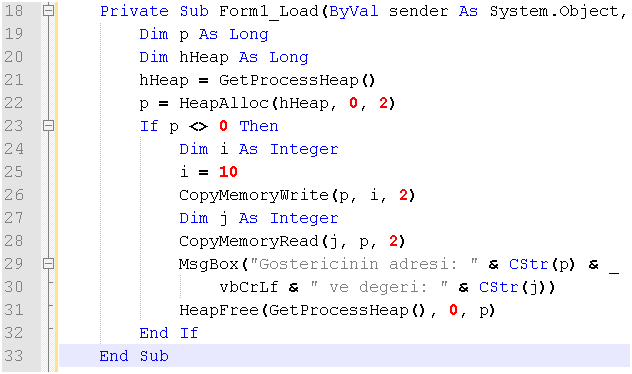 18 Private Sub Form1_Load(ByVal sender As System.Object,
19 Dim p As Long
20 Dim hHeap As Long
21 hHeap = GetProcessHeap()
22 p = HeapAlloc(hHeap, 0, 2)
23 If p <> 0 Then
24 Dim i As Integer
25 i = 10
26 CopyMemoryWrite(p, i, 2)
27 Dim j As Integer
28 CopyMemoryRead(j, p, 2)
29 MsgBox("Gostericinin adresi: " & CStr(p) & _
30 vbCrLf & " ve degeri: " & CStr(j))
31 HeapFree(GetProcessHeap(), 0, p)
32 End If
33 End Sub